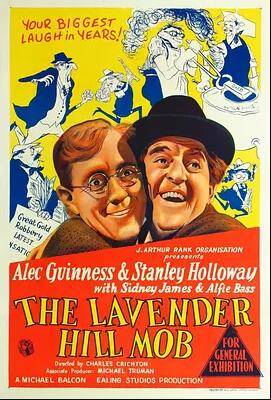 YOUR BIGGEST
LAUGH in YEARS!
GOLD
Great Gold
Robbery
LATEST
J. ARTHUR RANK ORGANISATION
presents
Alec Guinness & Stanley Holloway
with Sidney James & Alfie Bass
THE LAVENDER
HILL MOB
Directed by CHARLES CRICHTON
Associate Producer: MICHAEL TRUMAN
A MICHAEL BALCON EALING STUDIOS PRODUCTION
FOR
GENERAL
EXHIBITION